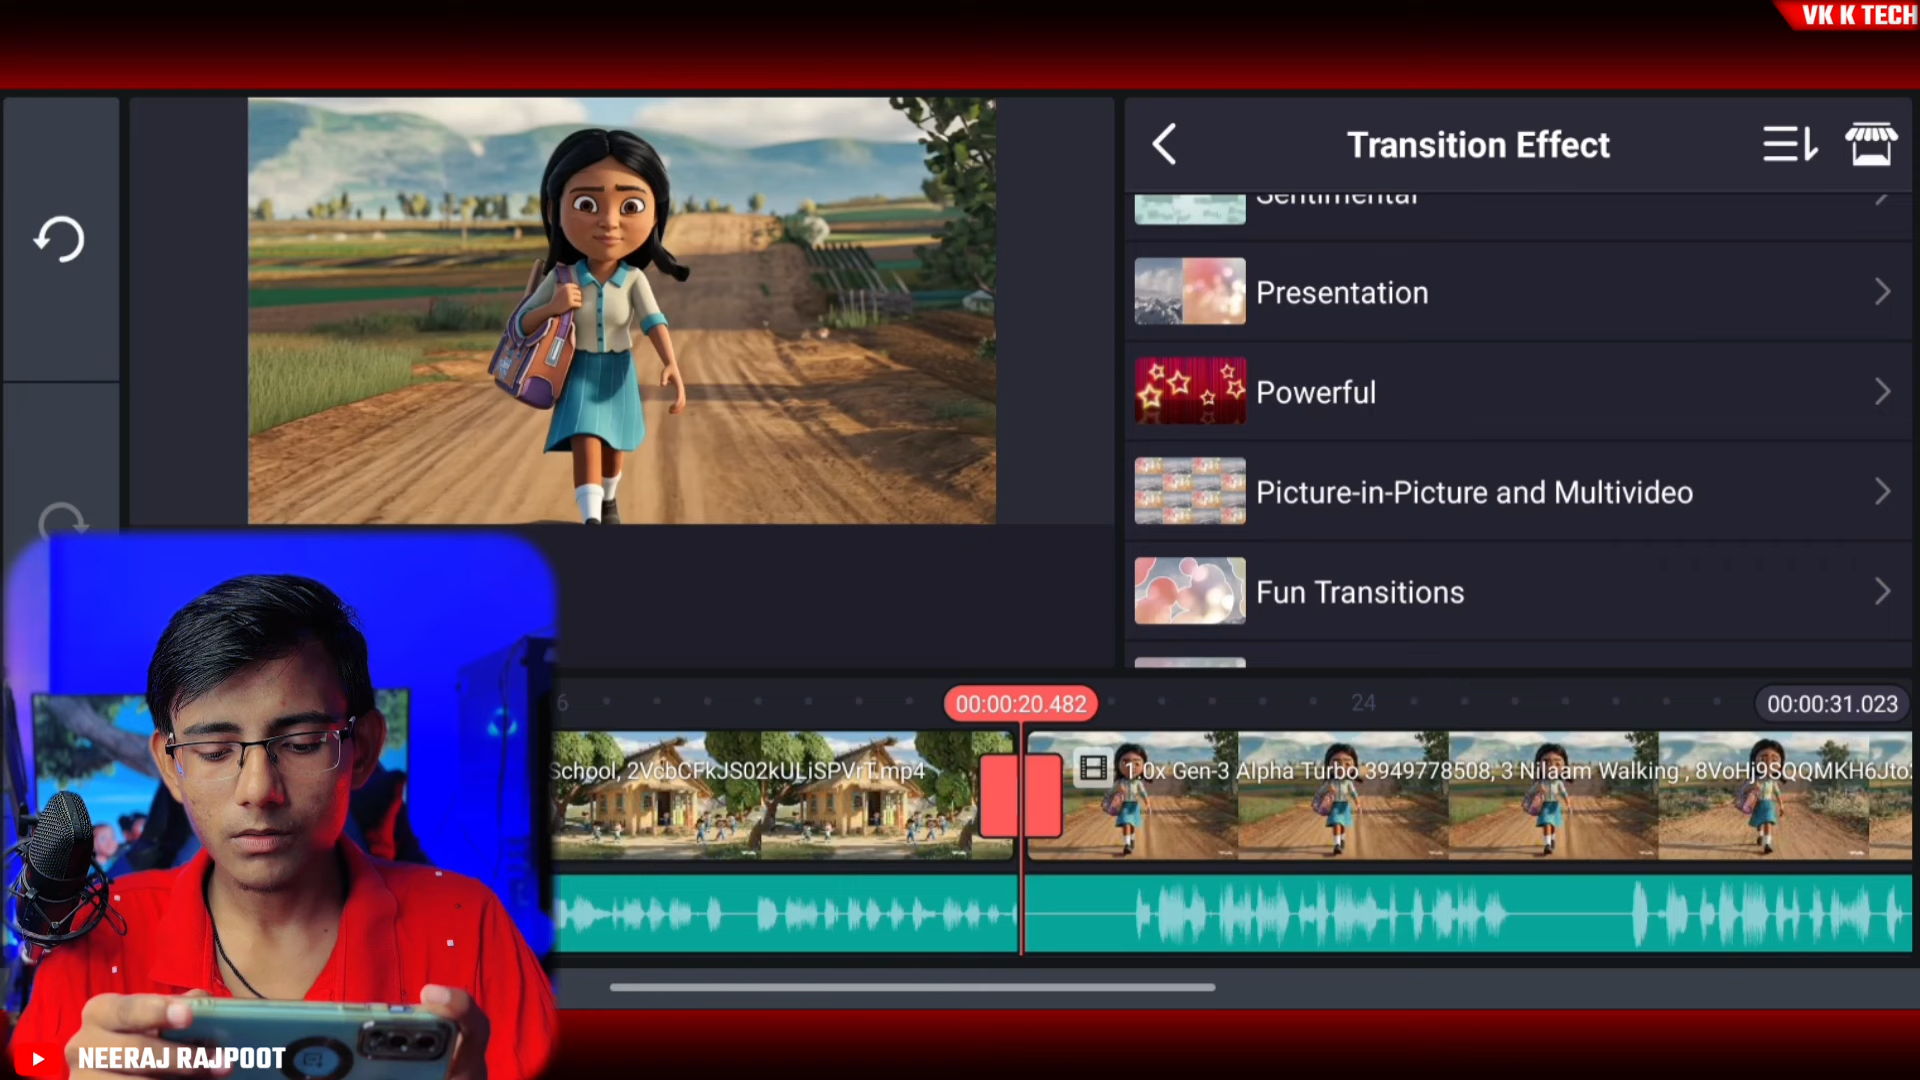 VK K TECH
Transition Effect
Sentimental
Presentation
Powerful
Picture-in-Picture and Multivideo
Fun Transitions
6
00:00:20.482
24
00:00:31.023
School, 2VcbCFkJS02kULiSPVrT.mp4
1.0x Gen-3 Alpha Turbo 3949778508, 3 Nilaam Walking , 8VoHj9SQQMKH6Jto
NEERAJ RAJPOOT